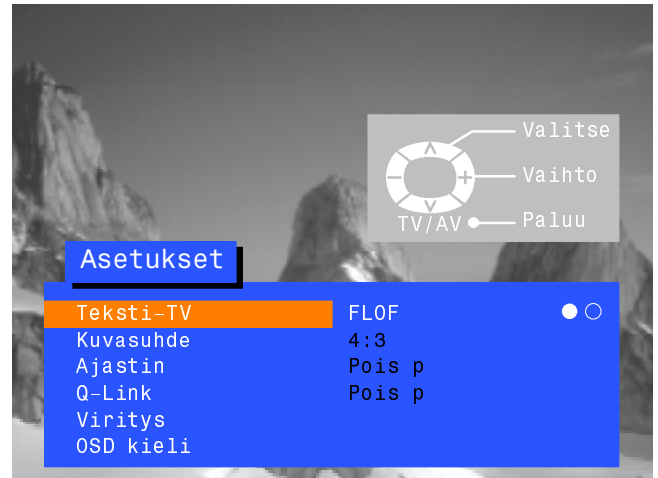 Valitse
Vaihto
TV/AV Paluu
Asetukset
Teksti-TV FLOF
Kuvasuhde 4:3
Ajastin Pois p
Q-Link Pois p
Viritys
OSD kieli